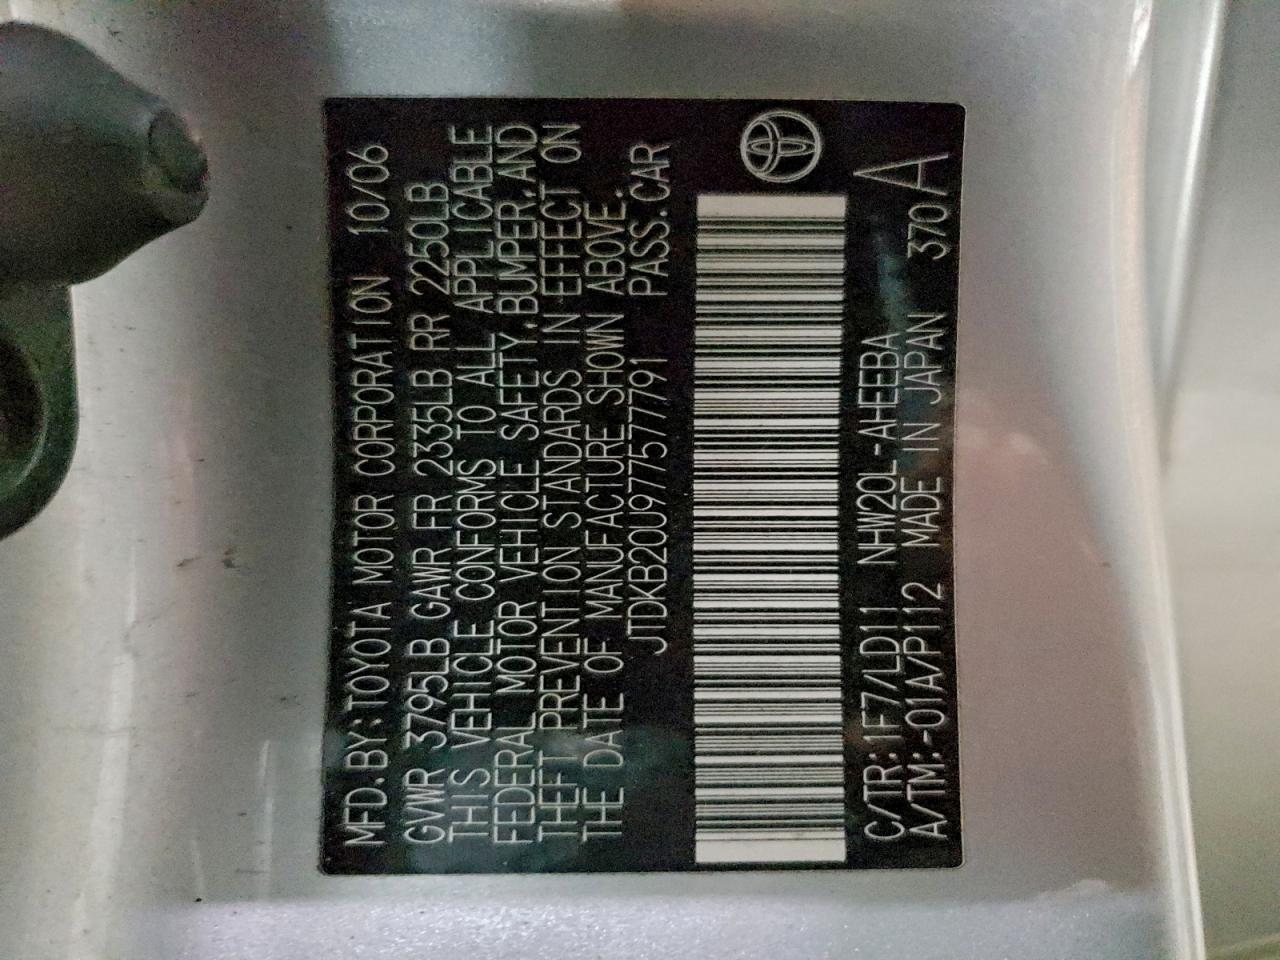 MFD.BY:TOYOTA MOTOR CORPORATION 10/06
GVWR 3795LB GAWR FR 2335LB RR 2250LB
THIS VEHICLE CONFORMS TO ALL APPLICABLE
FEDERAL MOTOR VEHICLE SAFETY,BUMPER,AND
THEFT PREVENTION STANDARDS IN EFFECT ON
THE DATE OF MANUFACTURE SHOWN ABOVE.
JTDKB20U977577791 PASS.CAR
C/TR:1F7/LD11 NHW20L-AHEEBA
A/TM:-01A/P112 MADE IN JAPAN 370A